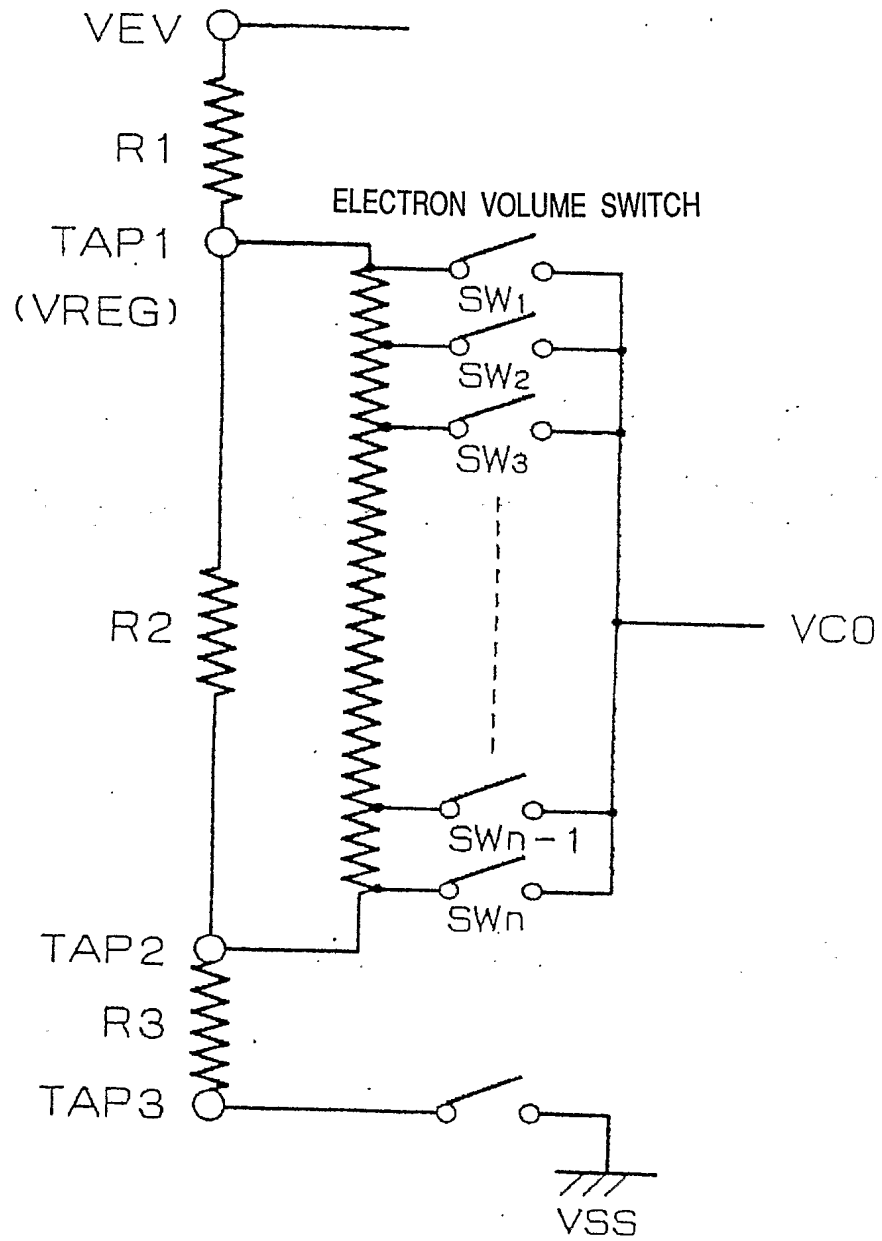 VEV
R1
ELECTRON VOLUME SWITCH
TAP1
(VREG)
SW1
SW2
SW3
R2
VC0
SWn-1
SWn
TAP2
R3
TAP3
VSS